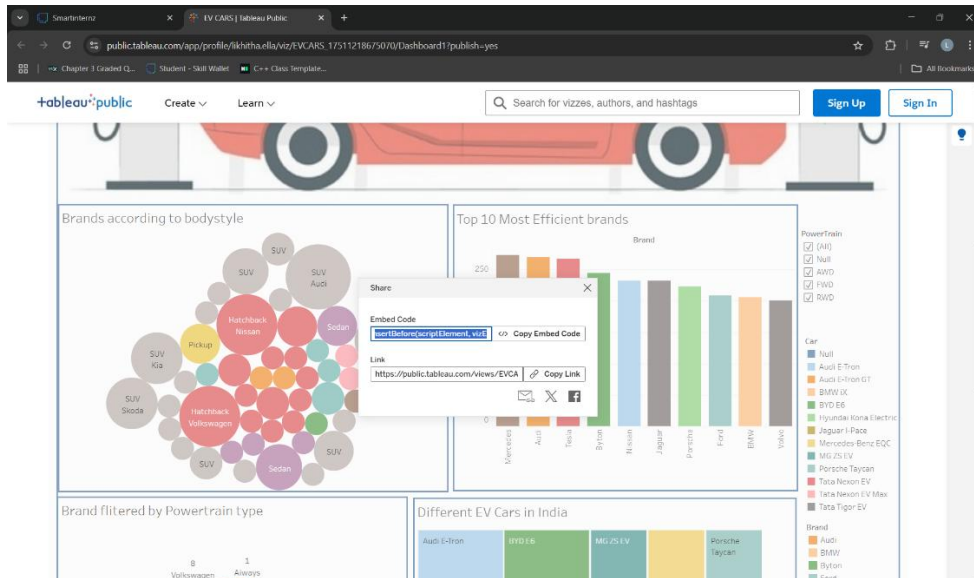 Smartinternz
EV CARS | Tableau Public
public.tableau.com/app/profile/likhitha.ella/viz/EVCARS_17511218675070/Dashboard1?publish=yes
Chapter 3 Graded Q...
Student - Skill Wallet
C++ Class Template...
All Bookmarks
tableau public
Create
Learn
Search for vizzes, authors, and hashtags
Sign Up
Sign In
Brands according to bodystyle
SUV
SUV
SUV
Audi
Hatchback
Nissan
Sedan
Pickup
SUV
Kia
SUV
Skoda
Hatchback
Volkswagen
SUV
SUV
Sedan
Top 10 Most Efficient brands
Brand
250
0
Mercedes
Audi
Tesla
Byton
Nissan
Jaguar
Porsche
Ford
BMW
Volvo
Share
Embed Code
nsertBefore(scriptElement, vizE
</> Copy Embed Code
Link
https://public.tableau.com/views/EVCA
Copy Link
PowerTrain
(All)
Null
AWD
FWD
RWD
Car
Null
Audi E-Tron
Audi E-Tron GT
BMW iX
BYD E6
Hyundai Kona Electric
Jaguar I-Pace
Mercedes-Benz EQC
MG ZS EV
Porsche Taycan
Tata Nexon EV
Tata Nexon EV Max
Tata Tigor EV
Brand
Audi
BMW
Byton
Ford
Brand flitered by Powertrain type
8
Volkswagen
1
Aiways
Different EV Cars in India
Audi E-Tron
BYD E6
MG ZS EV
Porsche
Taycan